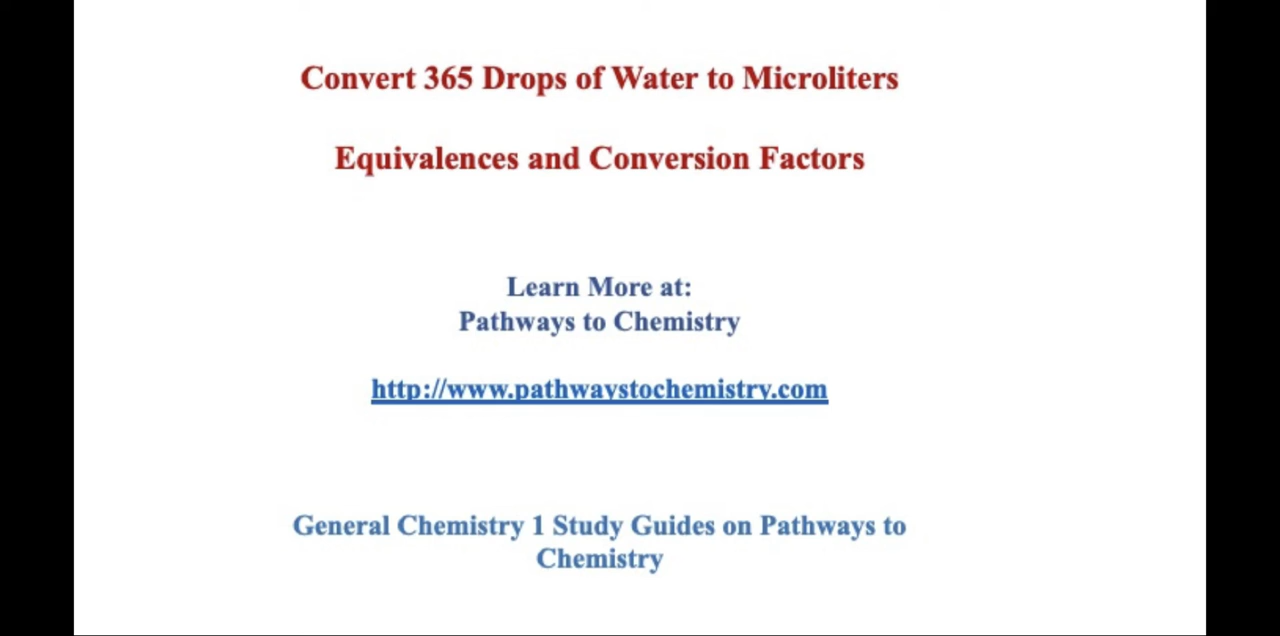 Convert 365 Drops of Water to Microliters
Equivalences and Conversion Factors
Learn More at:
Pathways to Chemistry
http://www.pathwaystochemistry.com
General Chemistry 1 Study Guides on Pathways to
Chemistry